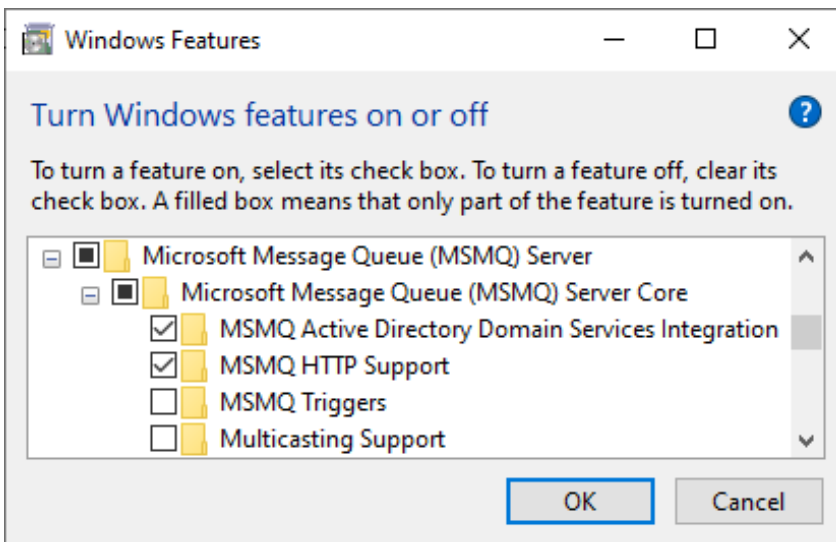 Windows Features
Turn Windows features on or off
To turn a feature on, select its check box. To turn a feature off, clear its
check box. A filled box means that only part of the feature is turned on.
Microsoft Message Queue (MSMQ) Server
Microsoft Message Queue (MSMQ) Server Core
MSMQ Active Directory Domain Services Integration
MSMQ HTTP Support
MSMQ Triggers
Multicasting Support
OK Cancel